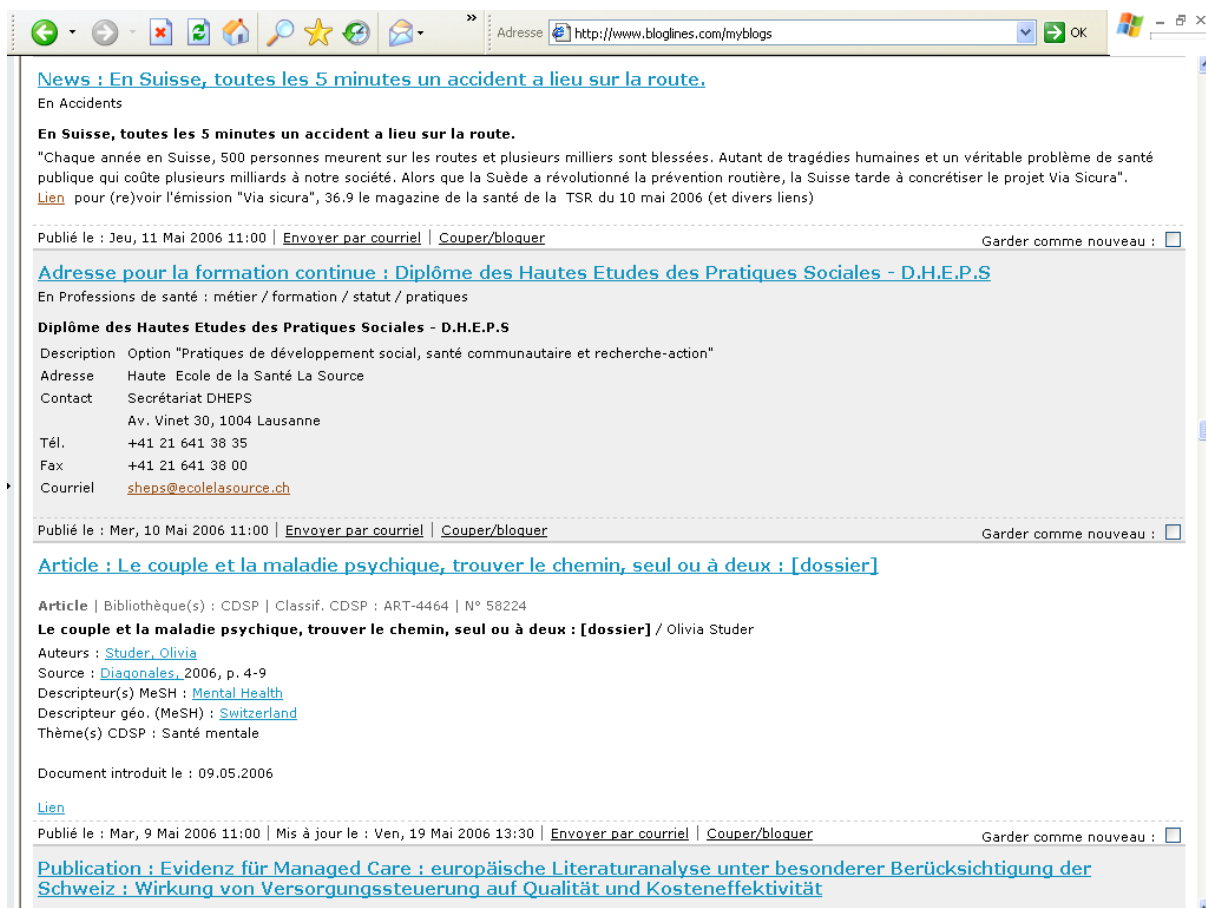 »
Adresse http://www.bloglines.com/myblogs OK
News : En Suisse, toutes les 5 minutes un accident a lieu sur la route.
En Accidents
En Suisse, toutes les 5 minutes un accident a lieu sur la route.
"Chaque année en Suisse, 500 personnes meurent sur les routes et plusieurs milliers sont blessées. Autant de tragédies humaines et un véritable problème de santé
publique qui coûte plusieurs milliards à notre société. Alors que la Suède a révolutionné la prévention routière, la Suisse tarde à concrétiser le projet Via Sicura".
Lien pour (re)voir l'émission "Via sicura", 36.9 le magazine de la santé de la TSR du 10 mai 2006 (et divers liens)
Publié le : Jeu, 11 Mai 2006 11:00 | Envoyer par courriel | Couper/bloquer Garder comme nouveau :
Adresse pour la formation continue : Diplôme des Hautes Etudes des Pratiques Sociales - D.H.E.P.S
En Professions de santé : métier / formation / statut / pratiques
Diplôme des Hautes Etudes des Pratiques Sociales - D.H.E.P.S
Description Option "Pratiques de développement social, santé communautaire et recherche-action"
Adresse Haute Ecole de la Santé La Source
Contact Secrétariat DHEPS
Av. Vinet 30, 1004 Lausanne
Tél. +41 21 641 38 35
Fax +41 21 641 38 00
Courriel sheps@ecolelasource.ch
Publié le : Mer, 10 Mai 2006 11:00 | Envoyer par courriel | Couper/bloquer Garder comme nouveau :
Article : Le couple et la maladie psychique, trouver le chemin, seul ou à deux : [dossier]
Article | Bibliothèque(s) : CDSP | Classif. CDSP : ART-4464 | N° 58224
Le couple et la maladie psychique, trouver le chemin, seul ou à deux : [dossier] / Olivia Studer
Auteurs : Studer, Olivia
Source : Diagonales, 2006, p. 4-9
Descripteur(s) MeSH : Mental Health
Descripteur géo. (MeSH) : Switzerland
Thème(s) CDSP : Santé mentale
Document introduit le : 09.05.2006
Lien
Publié le : Mar, 9 Mai 2006 11:00 | Mis à jour le : Ven, 19 Mai 2006 13:30 | Envoyer par courriel | Couper/bloquer Garder comme nouveau :
Publication : Evidenz für Managed Care : europäische Literaturanalyse unter besonderer Berücksichtigung der
Schweiz : Wirkung von Versorgungssteuerung auf Qualität und Kosteneffektivität